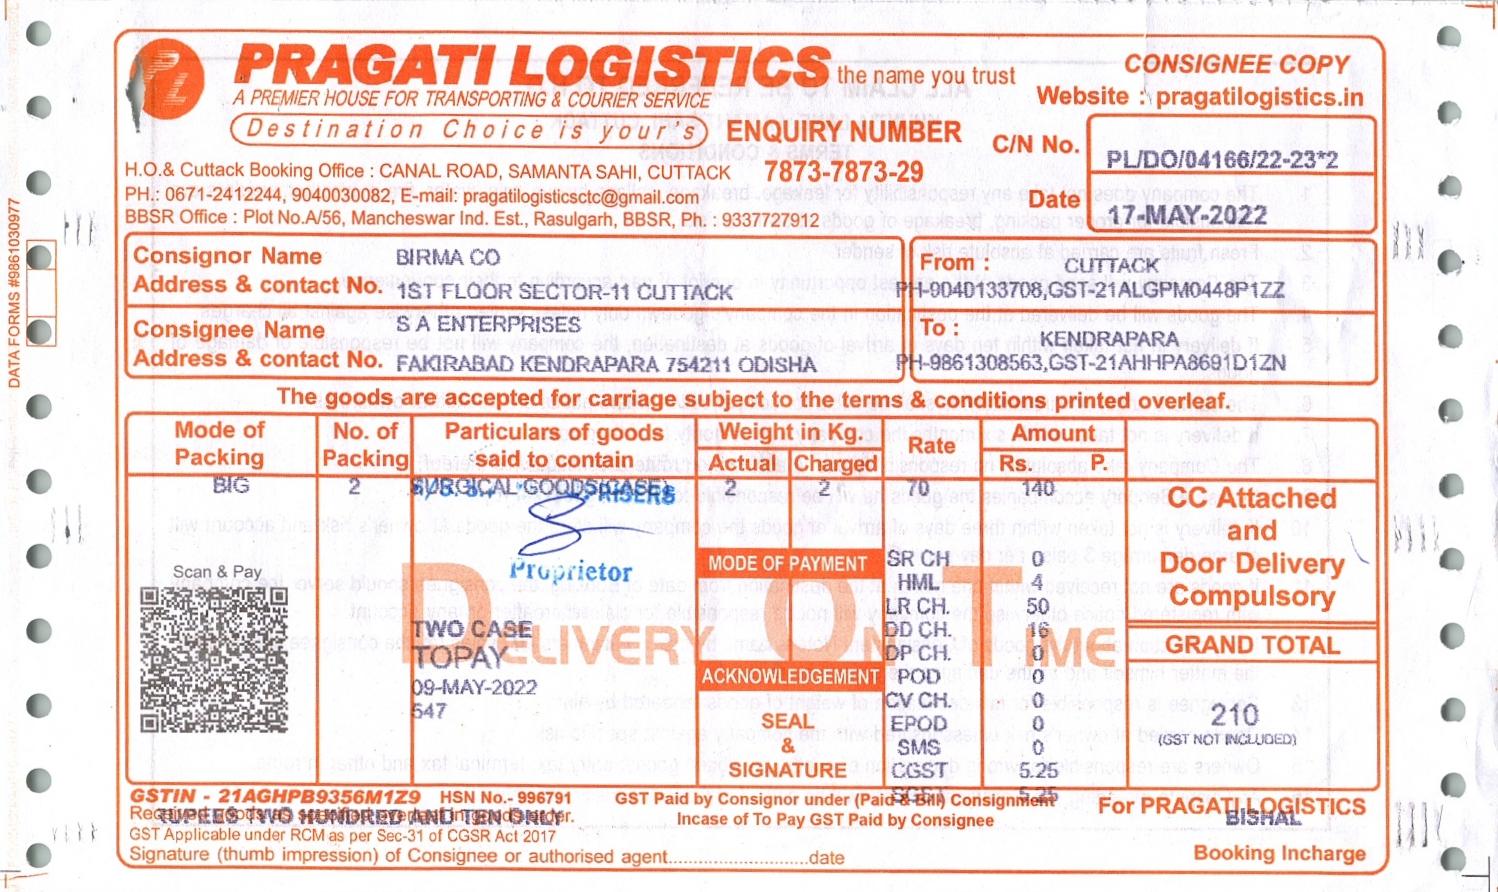 PRAGATI LOGISTICS the name you trust
A PREMIER HOUSE FOR TRANSPORTING & COURIER SERVICE
Destination Choice is yours
ENQUIRY NUMBER
7873-7873-29
CONSIGNEE COPY
Website : pragatilogistics.in
C/N No. PL/DO/04166/22-23*2
Date 17-MAY-2022
H.O.& Cuttack Booking Office : CANAL ROAD, SAMANTA SAHI, CUTTACK
PH.: 0671-2412244, 9040030082, E-mail: pragatilogisticsctc@gmail.com
BBSR Office : Plot No.A/56, Mancheswar Ind. Est., Rasulgarh, BBSR, Ph. : 9337727912
DATA FORMS #9861030977
Consignor Name BIRMA CO
Address & contact No. 1ST FLOOR SECTOR-11 CUTTACK
From : CUTTACK
PH-9040133708,GST-21ALGPM0448P1ZZ
Consignee Name S A ENTERPRISES
Address & contact No. FAKIRABAD KENDRAPARA 754211 ODISHA
To : KENDRAPARA
PH-9861308563,GST-21AHHPA8691D1ZN
The goods are accepted for carriage subject to the terms & conditions printed overleaf.
Mode of Packing No. of Packing Particulars of goods said to contain Weight in Kg. Actual Charged Rate Amount Rs. P.
BIG 2 SURGICAL GOODS(CASE) 2 2 70 140
Proprietor
Scan & Pay
TWO CASE
TOPAY
09-MAY-2022
547
DELIVERY ON TIME
MODE OF PAYMENT
ACKNOWLEDGEMENT
SEAL
&
SIGNATURE
SR CH 0
HML 4
LR CH. 50
DD CH. 16
DP CH. 0
POD 0
CV CH. 0
EPOD 0
SMS 0
CGST 5.25
SGST 5.25
CC Attached
and
Door Delivery
Compulsory
GRAND TOTAL
210
(GST NOT INCLUDED)
GSTIN - 21AGHPB9356M1Z9 HSN No.- 996791
RUPEES TWO HUNDRED AND TEN ONLY
GST Applicable under RCM as per Sec-31 of CGSR Act 2017
Signature (thumb impression) of Consignee or authorised agent..............................date
GST Paid by Consignor under (Paid & Bill) Consignment
Incase of To Pay GST Paid by Consignee
For PRAGATI LOGISTICS
BISHAL
Booking Incharge